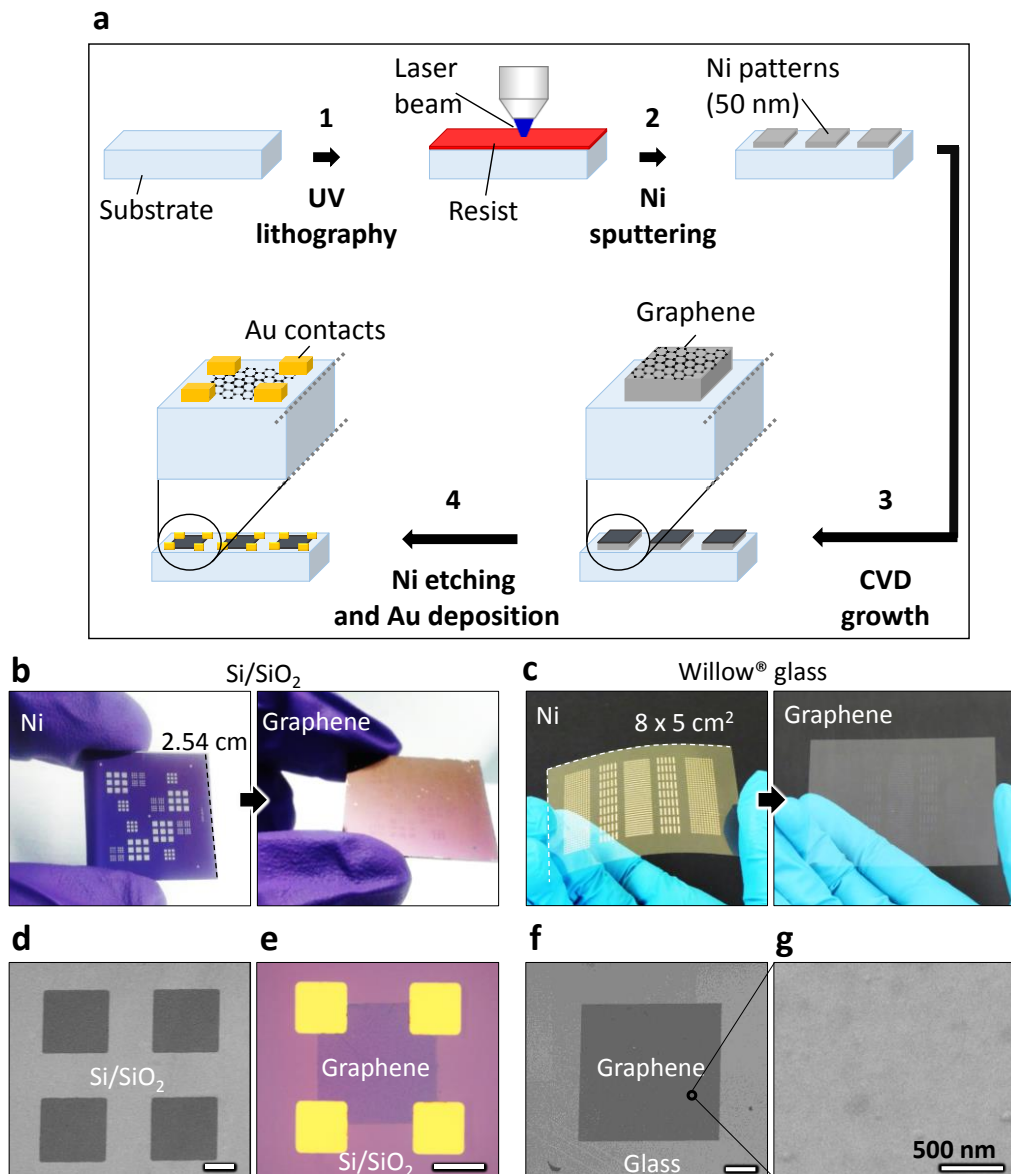 a
Laser
beam
Ni patterns
(50 nm)
1
2
Substrate
UV
lithography
Resist
Ni
sputtering
Au contacts
Graphene
4
3
Ni etching
and Au deposition
CVD
growth
b
Si/SiO₂
c
Willow® glass
Ni
2.54 cm
Graphene
Ni
8 x 5 cm²
Graphene
d
e
f
g
Si/SiO₂
Graphene
Si/SiO₂
Graphene
Glass
500 nm